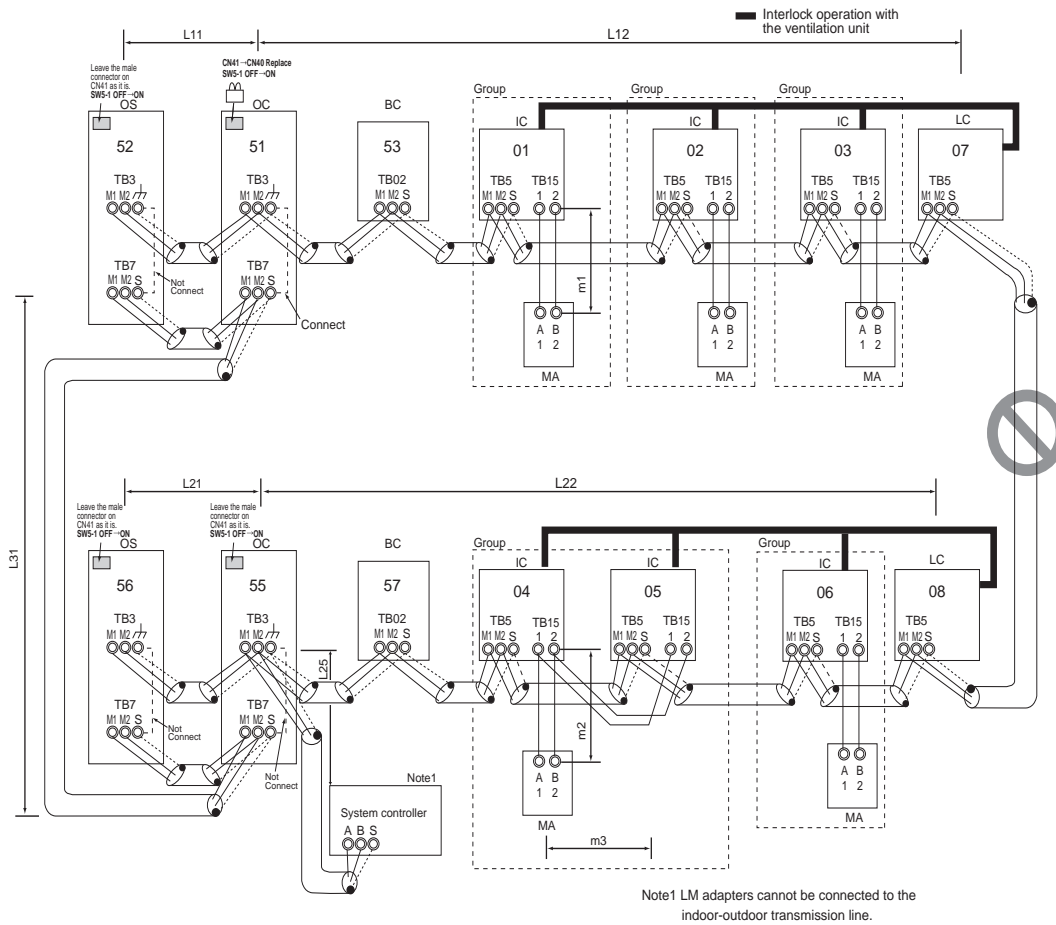 Interlock operation with
the ventilation unit
L11
L12
Leave the male
connector on
CN41 as it is.
SW5-1 OFF→ON
CN41→CN40 Replace
SW5-1 OFF→ON
OS
OC
BC
Group
Group
Group
IC
IC
IC
LC
52
51
53
01
02
03
07
TB3
TB3
TB02
TB5
TB15
TB5
TB15
TB5
TB15
TB5
M1 M2
M1 M2
M1 M2 S
M1 M2 S
1 2
M1 M2 S
1 2
M1 M2 S
1 2
M1 M2 S
TB7
TB7
M1 M2 S
M1 M2 S
Not
Connect
Connect
m1
A B
1 2
MA
A B
1 2
MA
A B
1 2
MA
L31
L21
L22
Leave the male
connector on
CN41 as it is.
SW5-1 OFF→ON
Leave the male
connector on
CN41 as it is.
SW5-1 OFF→ON
OS
OC
BC
Group
Group
IC
IC
IC
LC
56
55
57
04
05
06
08
TB3
TB3
TB02
TB5
TB15
TB5
TB15
TB5
TB15
TB5
M1 M2
M1 M2
M1 M2 S
M1 M2 S
1 2
M1 M2 S
1 2
M1 M2 S
1 2
M1 M2 S
L25
TB7
TB7
M1 M2 S
M1 M2 S
Not
Connect
Not
Connect
m2
Note1
System controller
A B S
A B
1 2
MA
A B
1 2
MA
m3
Note1 LM adapters cannot be connected to the
indoor-outdoor transmission line.